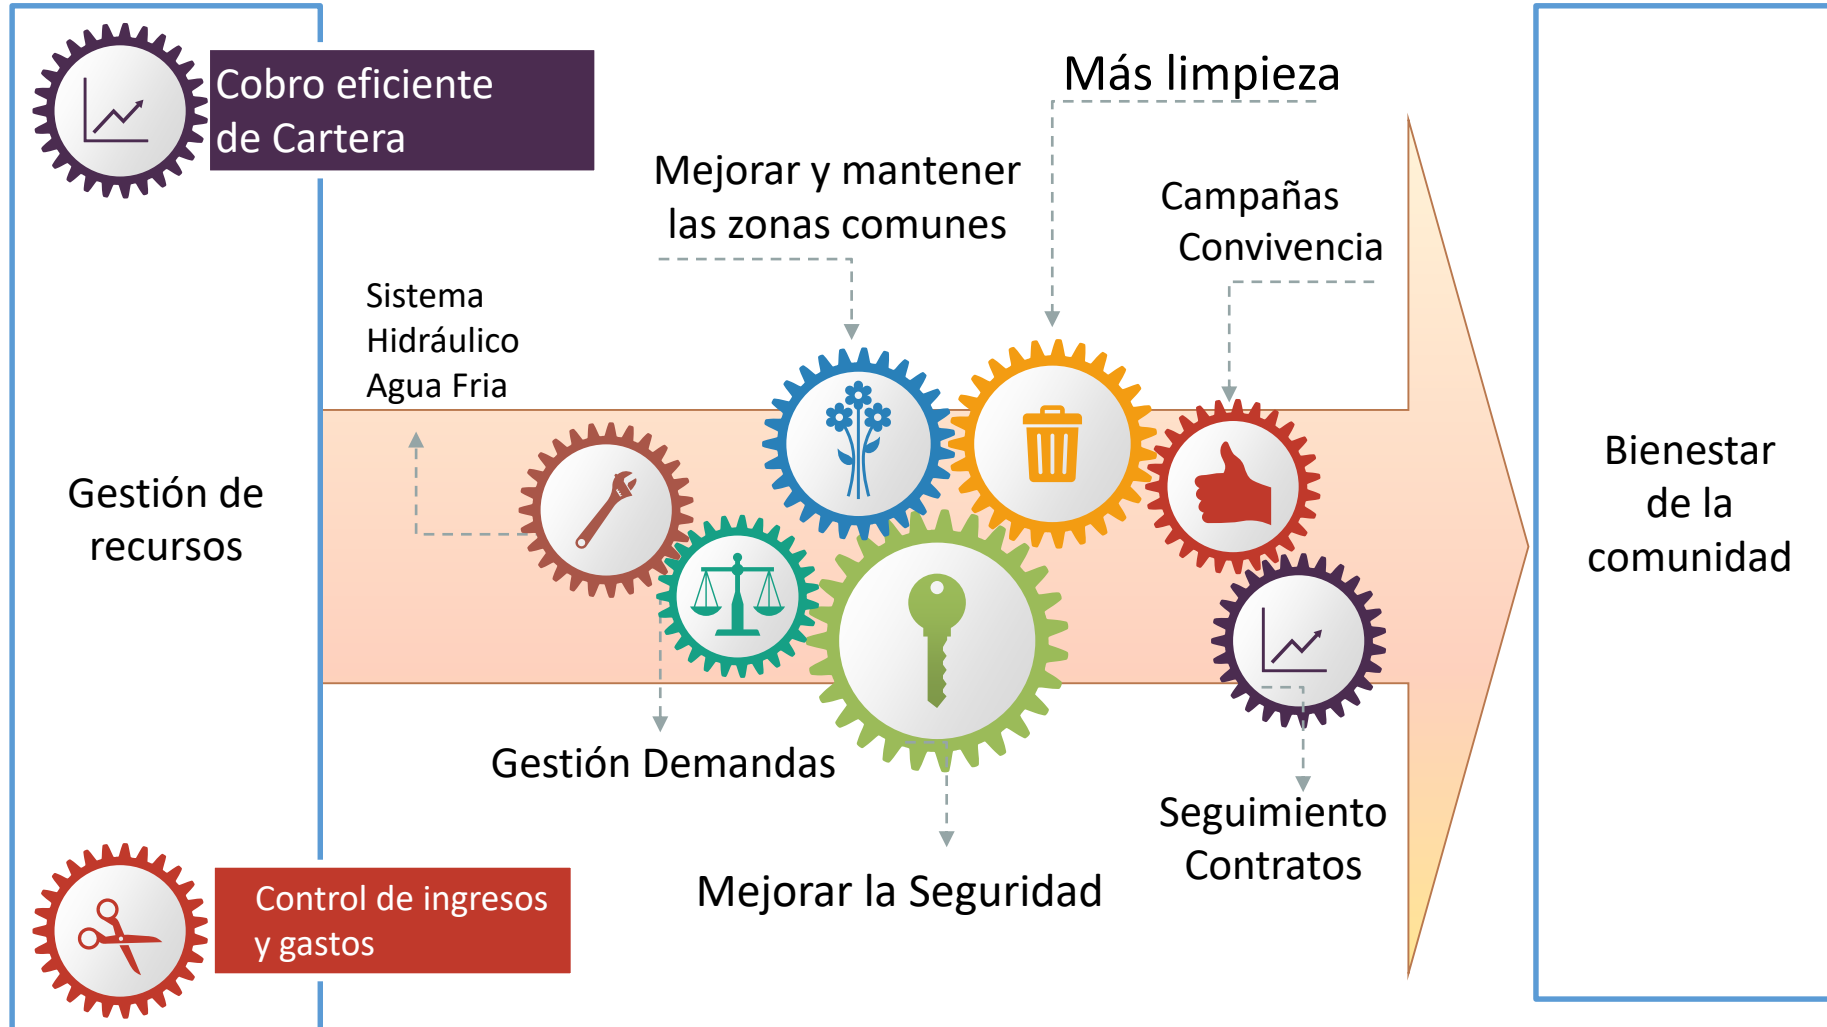 Cobro eficiente
de Cartera
Gestión de
recursos
Control de ingresos
y gastos
Sistema
Hidráulico
Agua Fria
Mejorar y mantener
las zonas comunes
Más limpieza
Campañas
Convivencia
Gestión Demandas
Mejorar la Seguridad
Seguimiento
Contratos
Bienestar
de la
comunidad